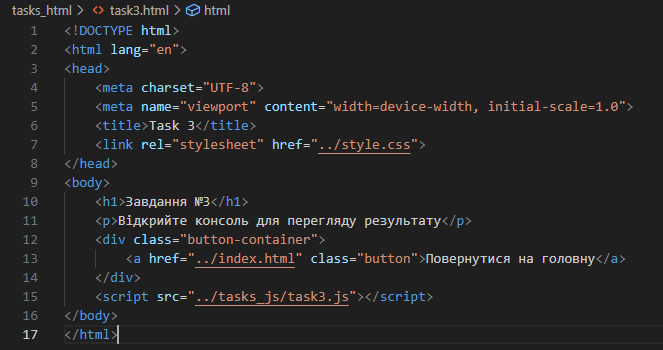 tasks_html > task3.html > html
1 <!DOCTYPE html>
2 <html lang="en">
3 <head>
4     <meta charset="UTF-8">
5     <meta name="viewport" content="width=device-width, initial-scale=1.0">
6     <title>Task 3</title>
7     <link rel="stylesheet" href="../style.css">
8 </head>
9 <body>
10     <h1>Завдання №3</h1>
11     <p>Відкрийте консоль для перегляду результату</p>
12     <div class="button-container">
13         <a href="../index.html" class="button">Повернутися на головну</a>
14     </div>
15     <script src="../tasks_js/task3.js"></script>
16 </body>
17 </html>